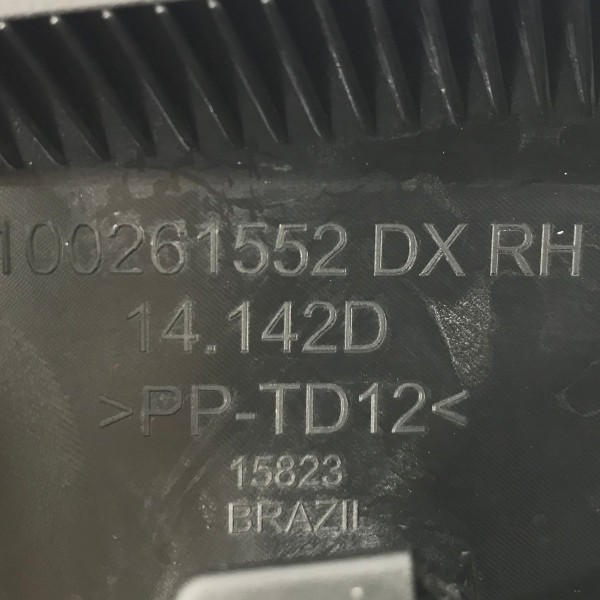 100261552 DX RH
14.142D
>PP-TD12<
15823
BRAZIL